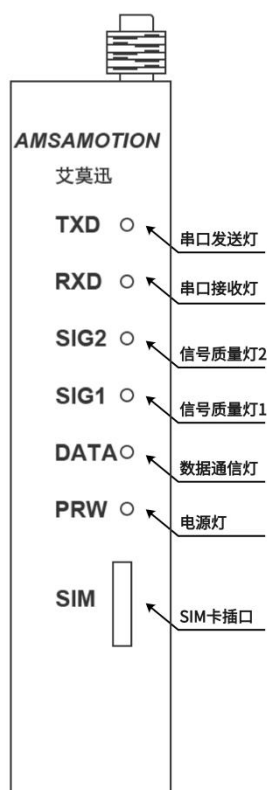 AMSAMOTION
艾莫迅
TXD
串口发送灯
RXD
串口接收灯
SIG2
信号质量灯2
SIG1
信号质量灯1
DATA
数据通信灯
PRW
电源灯
SIM
SIM卡插口